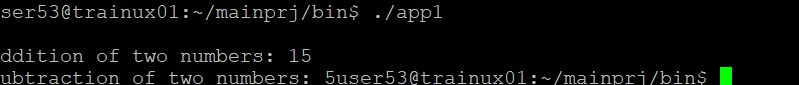 ser53@trainux01:~/mainprj/bin$ ./app1
ddition of two numbers: 15
ubtraction of two numbers: 5user53@trainux01:~/mainprj/bin$